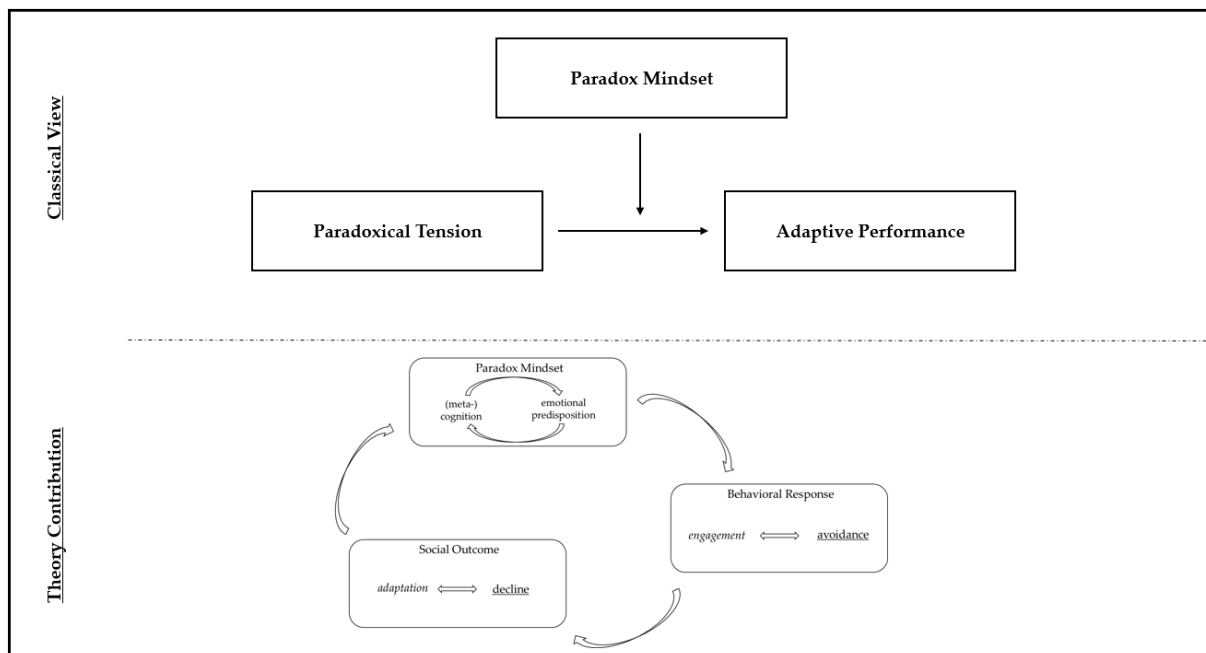 Classical View
Paradox Mindset
Paradoxical Tension
Adaptive Performance
Theory Contribution
Paradox Mindset
(meta-)
cognition
emotional
predisposition
Behavioral Response
engagement
avoidance
Social Outcome
adaptation
decline